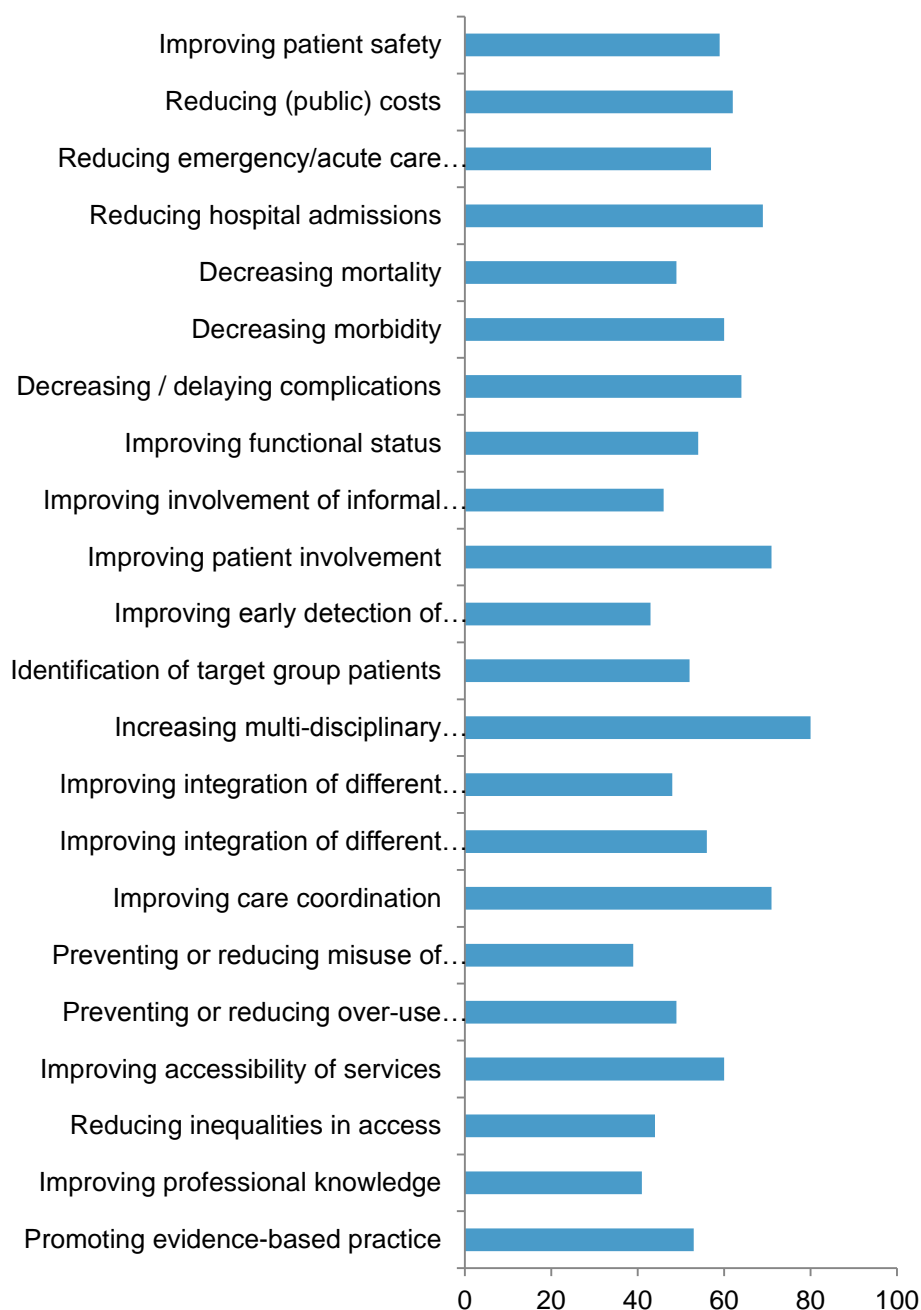 Improving patient safety
Reducing (public) costs
Reducing emergency/acute care…
Reducing hospital admissions
Decreasing mortality
Decreasing morbidity
Decreasing / delaying complications
Improving functional status
Improving involvement of informal…
Improving patient involvement
Improving early detection of…
Identification of target group patients
Increasing multi-disciplinary…
Improving integration of different…
Improving integration of different…
Improving care coordination
Preventing or reducing misuse of…
Preventing or reducing over-use…
Improving accessibility of services
Reducing inequalities in access
Improving professional knowledge
Promoting evidence-based practice
0 20 40 60 80 100